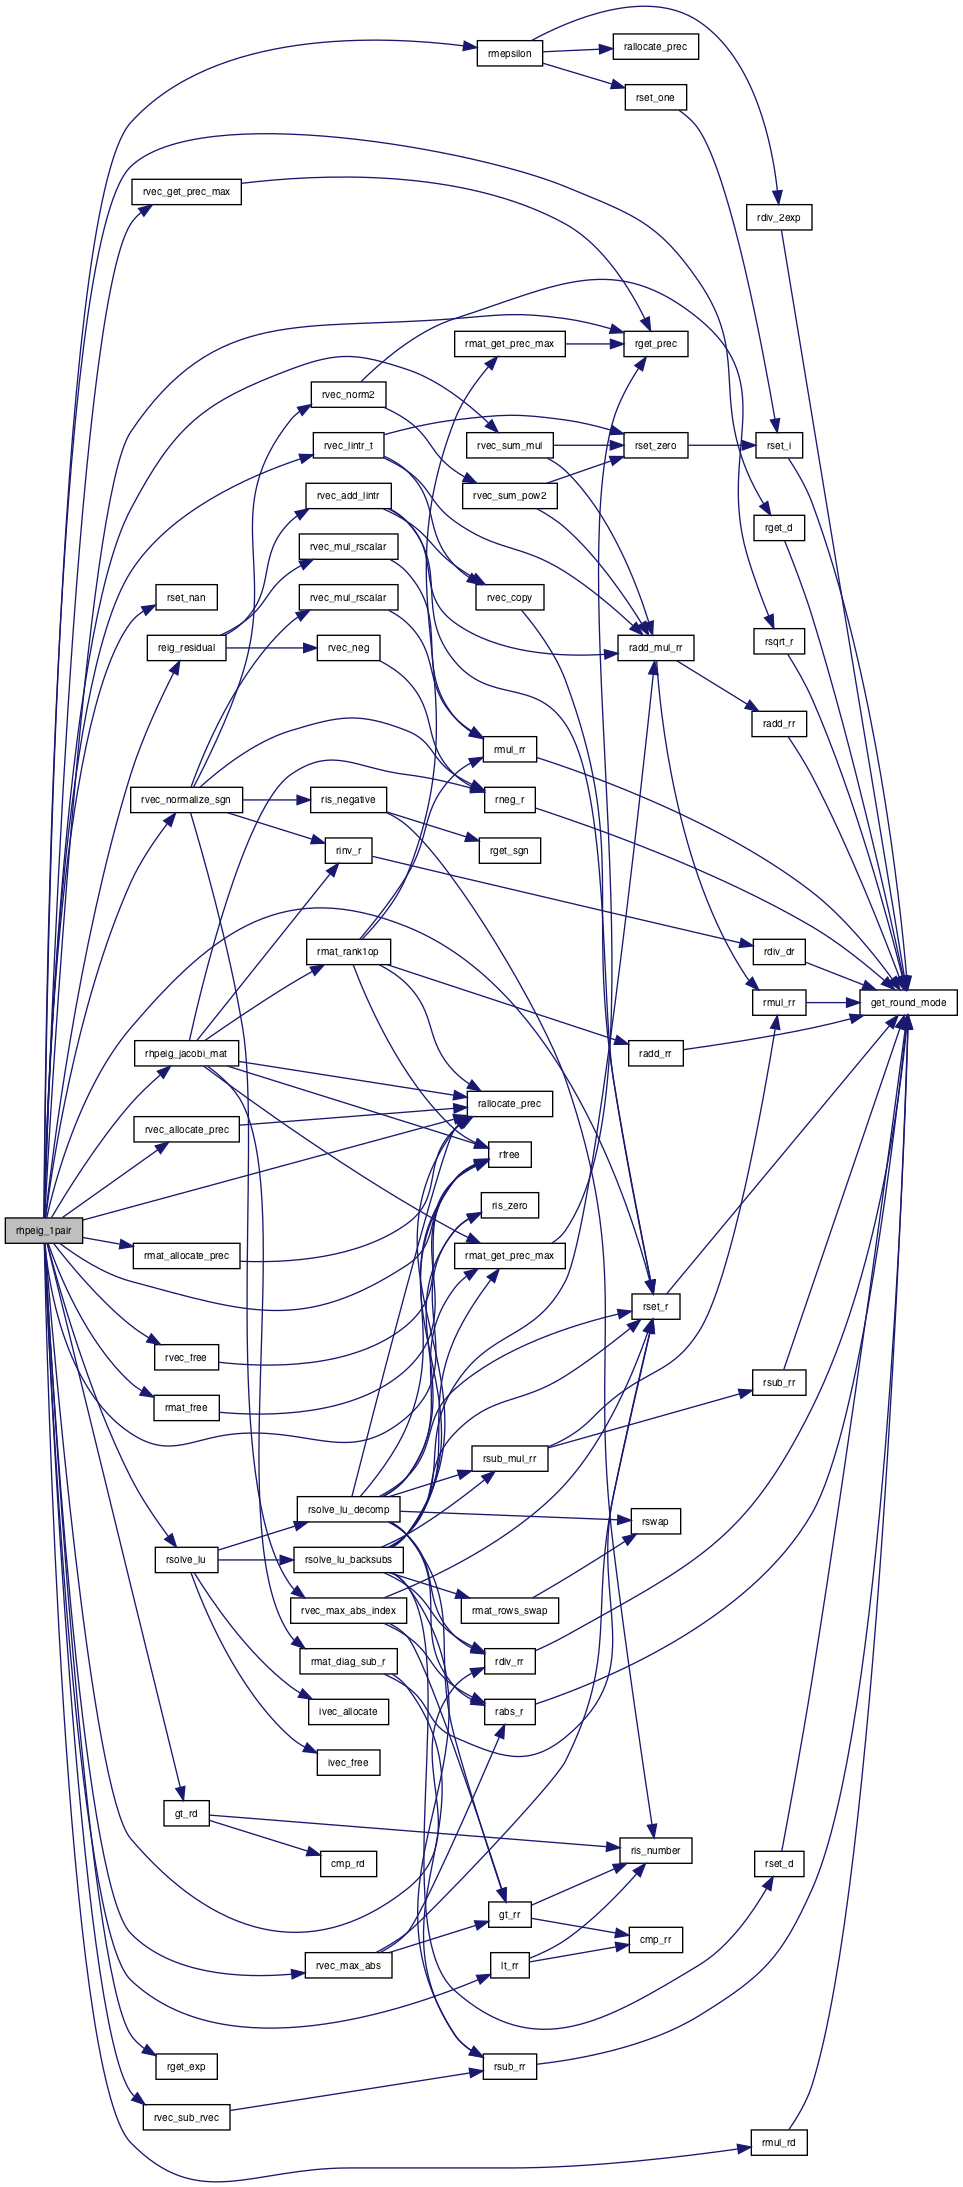 rmepsilon
rallocate_prec
rset_one
rvec_get_prec_max
rdiv_2exp
rmat_get_prec_max
rget_prec
rvec_norm2
rvec_lintr_t
rvec_sum_mul
rset_zero
rset_i
rvec_add_lintr
rvec_sum_pow2
rget_d
rvec_mul_rscalar
rset_nan
rvec_mul_rscalar
rvec_copy
reig_residual
rvec_neg
radd_mul_rr
rsqrt_r
radd_rr
rmul_rr
rvec_normalize_sgn
ris_negative
rneg_r
rinv_r
rget_sgn
rmat_rank1op
rdiv_dr
rmul_rr
get_round_mode
rhpeig_jacobi_mat
radd_rr
rallocate_prec
rvec_allocate_prec
rfree
ris_zero
rhpeig_1pair
rmat_allocate_prec
rmat_get_prec_max
rset_r
rvec_free
rsub_rr
rmat_free
rsub_mul_rr
rsolve_lu_decomp
rswap
rsolve_lu
rsolve_lu_backsubs
rvec_max_abs_index
rmat_rows_swap
rmat_diag_sub_r
rdiv_rr
ivec_allocate
rabs_r
ivec_free
gt_rd
ris_number
cmp_rd
rset_d
gt_rr
cmp_rr
rvec_max_abs
lt_rr
rget_exp
rsub_rr
rvec_sub_rvec
rmul_rd